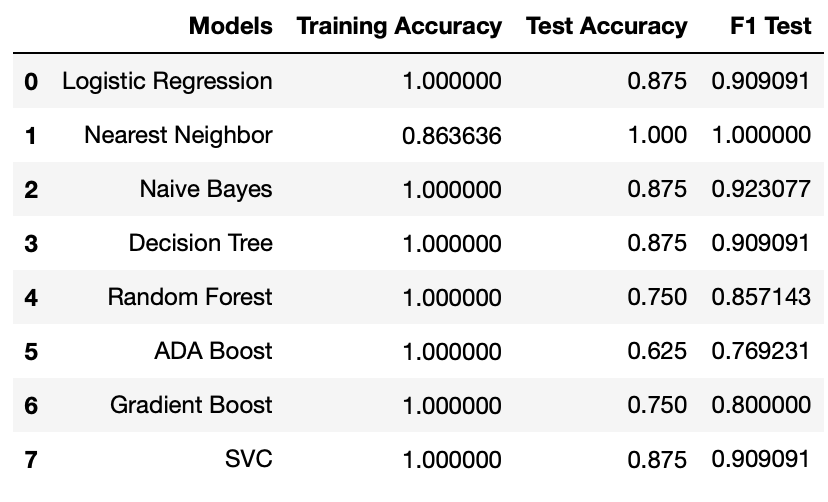 Models Training Accuracy Test Accuracy F1 Test
0 Logistic Regression 1.000000 0.875 0.909091
1 Nearest Neighbor 0.863636 1.000 1.000000
2 Naive Bayes 1.000000 0.875 0.923077
3 Decision Tree 1.000000 0.875 0.909091
4 Random Forest 1.000000 0.750 0.857143
5 ADA Boost 1.000000 0.625 0.769231
6 Gradient Boost 1.000000 0.750 0.800000
7 SVC 1.000000 0.875 0.909091